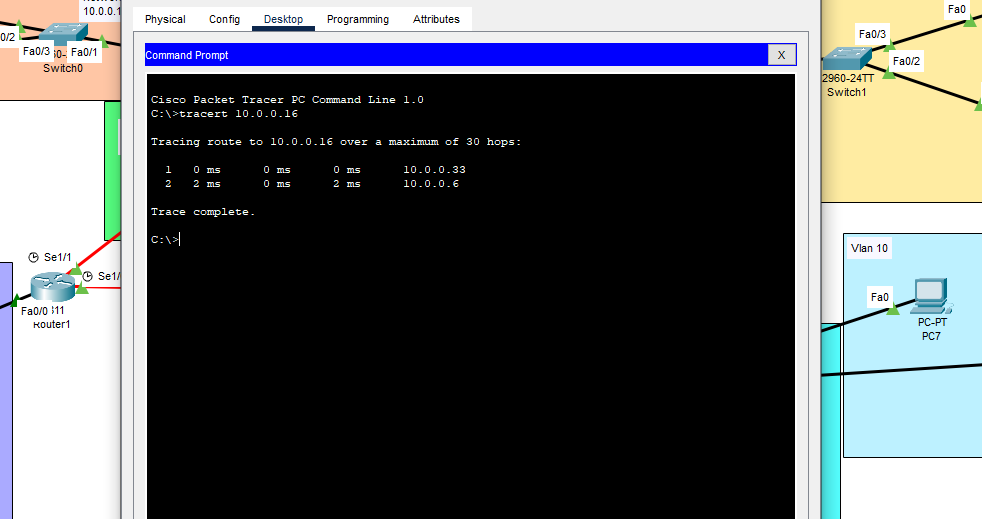 Physical Config Desktop Programming Attributes
Command Prompt
X
Cisco Packet Tracer PC Command Line 1.0
C:\>tracert 10.0.0.16
Tracing route to 10.0.0.16 over a maximum of 30 hops:
1 0 ms 0 ms 0 ms 10.0.0.33
2 2 ms 0 ms 2 ms 10.0.0.6
Trace complete.
C:\>
10.0.0.1
0/2
Fa0/3
Fa0/1
Switch0
Se1/1
Se1/
Fa0/0
Router1
Fa0
Fa0/3
Fa0/2
2960-24TT
Switch1
Vlan 10
Fa0
PC-PT
PC7